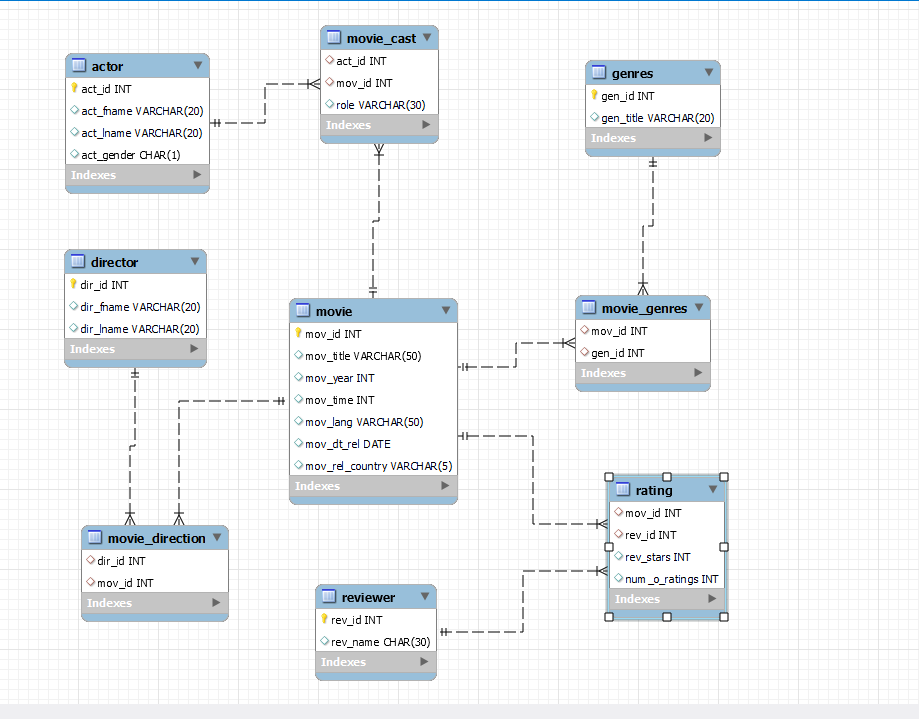 actor
act_id INT
act_fname VARCHAR(20)
act_lname VARCHAR(20)
act_gender CHAR(1)
Indexes
movie_cast
act_id INT
mov_id INT
role VARCHAR(30)
Indexes
genres
gen_id INT
gen_title VARCHAR(20)
Indexes
director
dir_id INT
dir_fname VARCHAR(20)
dir_lname VARCHAR(20)
Indexes
movie
mov_id INT
mov_title VARCHAR(50)
mov_year INT
mov_time INT
mov_lang VARCHAR(50)
mov_dt_rel DATE
mov_rel_country VARCHAR(5)
Indexes
movie_genres
mov_id INT
gen_id INT
Indexes
rating
mov_id INT
rev_id INT
rev_stars INT
num_o_ratings INT
Indexes
movie_direction
dir_id INT
mov_id INT
Indexes
reviewer
rev_id INT
rev_name CHAR(30)
Indexes